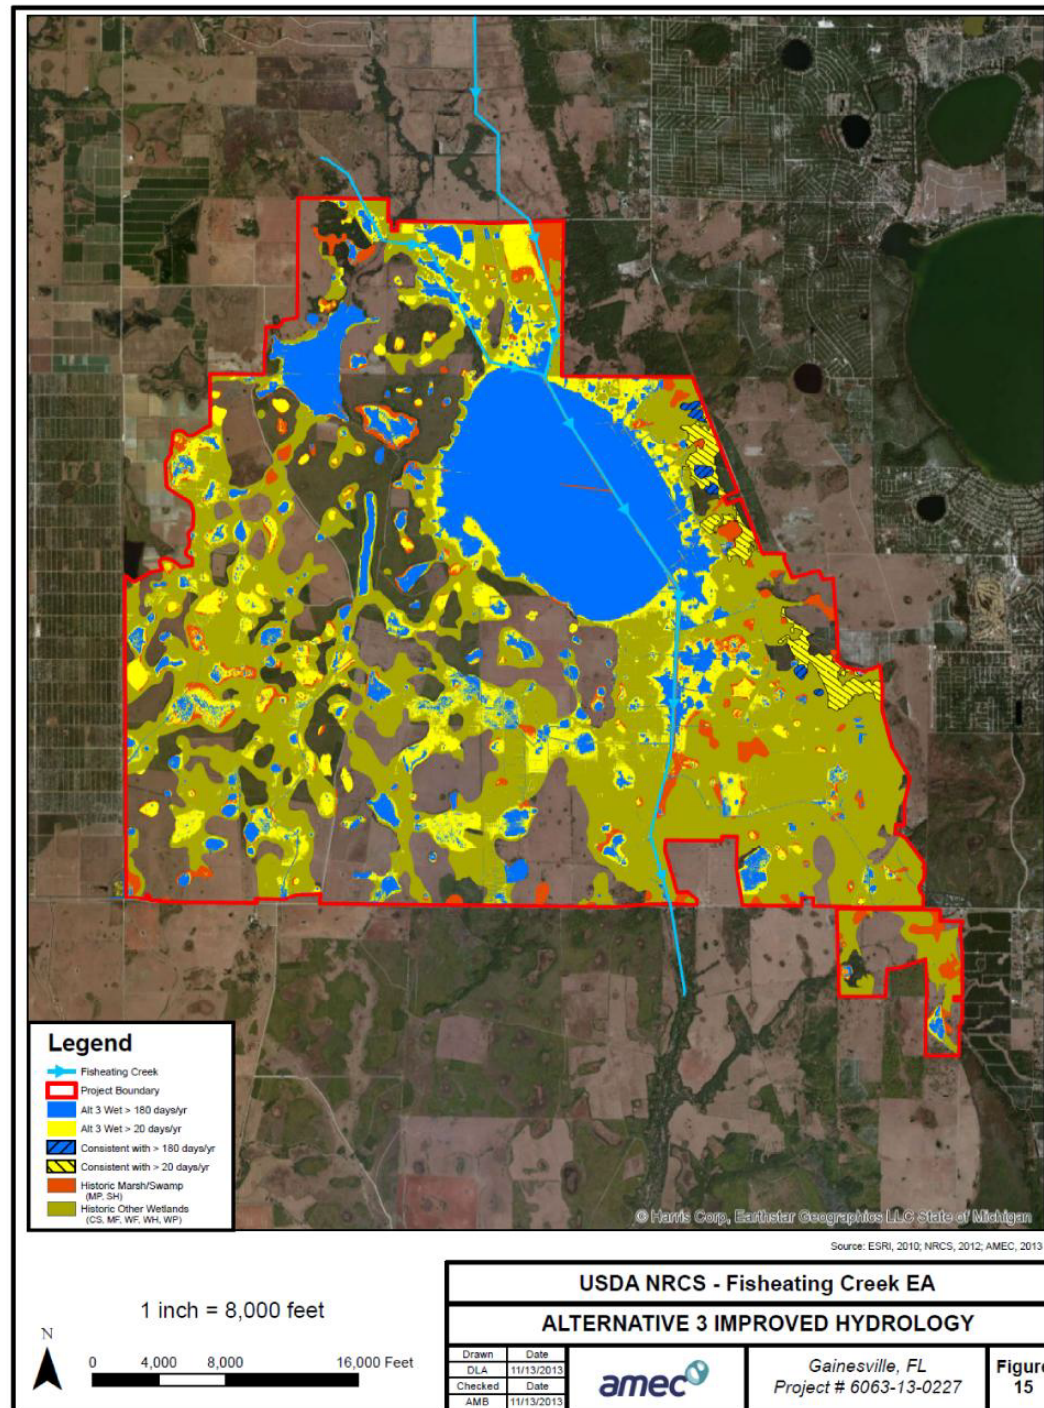 Legend
Fisheating Creek
Project Boundary
Alt 3 Wet > 180 days/yr
Alt 3 Wet > 20 days/yr
Consistent with > 180 days/yr
Consistent with > 20 days/yr
Historic Marsh/Swamp
(MP, SH)
Historic Other Wetlands
(CS, MF, WF, WH, WP)
© Harris Corp, Earthstar Geographics LLC State of Michigan
Source: ESRI, 2010; NRCS, 2012; AMEC, 2013
1 inch = 8,000 feet
N
0 4,000 8,000 16,000 Feet
USDA NRCS - Fisheating Creek EA
ALTERNATIVE 3 IMPROVED HYDROLOGY
Drawn Date
DLA 11/13/2013
Checked Date
AMB 11/13/2013
amec
Gainesville, FL
Project # 6063-13-0227
Figure
15